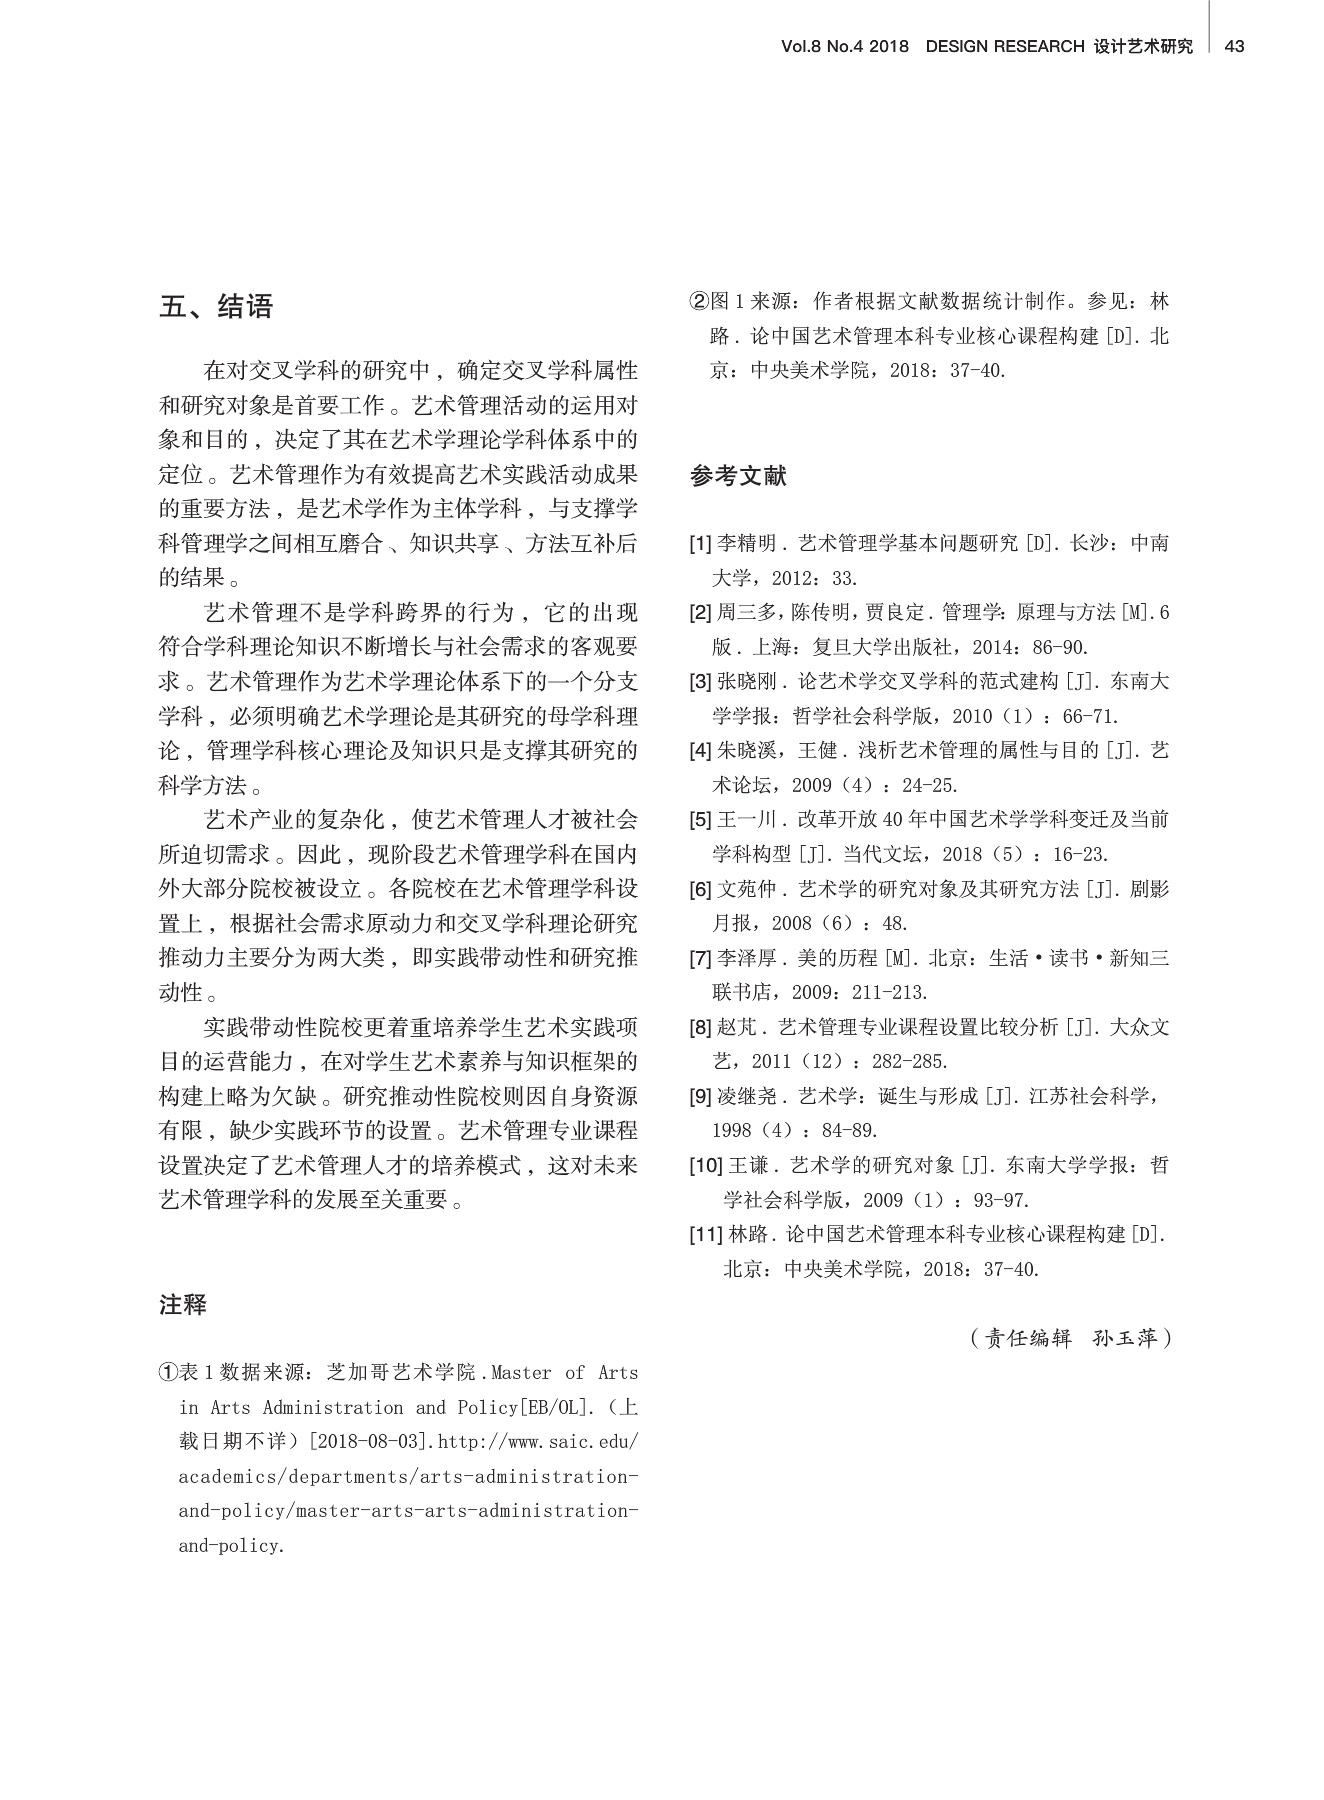 Vol.8 No.4 2018 DESIGN RESEARCH 设计艺术研究 43
五、结语
在对交叉学科的研究中，确定交叉学科属性
和研究对象是首要工作。艺术管理活动的运用对
象和目的，决定了其在艺术学理论学科体系中的
定位。艺术管理作为有效提高艺术实践活动成果
的重要方法，是艺术学作为主体学科，与支撑学
科管理学之间相互磨合、知识共享、方法互补后
的结果。
艺术管理不是学科跨界的行为，它的出现
符合学科理论知识不断增长与社会需求的客观要
求。艺术管理作为艺术学理论体系下的一个分支
学科，必须明确艺术学理论是其研究的母学科理
论，管理学科核心理论及知识只是支撑其研究的
科学方法。
艺术产业的复杂化，使艺术管理人才被社会
所迫切需求。因此，现阶段艺术管理学科在国内
外大部分院校被设立。各院校在艺术管理学科设
置上，根据社会需求原动力和交叉学科理论研究
推动力主要分为两大类，即实践带动性和研究推
动性。
实践带动性院校更着重培养学生艺术实践项
目的运营能力，在对学生艺术素养与知识框架的
构建上略为欠缺。研究推动性院校则因自身资源
有限，缺少实践环节的设置。艺术管理专业课程
设置决定了艺术管理人才的培养模式，这对未来
艺术管理学科的发展至关重要。
注释
①表 1 数据来源：芝加哥艺术学院.Master of Arts
in Arts Administration and Policy[EB/OL].（上
载日期不详）[2018-08-03].http://www.saic.edu/
academics/departments/arts-administration-
and-policy/master-arts-arts-administration-
and-policy.
②图 1 来源：作者根据文献数据统计制作。参见：林
路. 论中国艺术管理本科专业核心课程构建 [D]. 北
京：中央美术学院，2018：37-40.
参考文献
[1] 李精明. 艺术管理学基本问题研究 [D]. 长沙：中南
大学，2012：33.
[2] 周三多，陈传明，贾良定. 管理学：原理与方法 [M]. 6
版. 上海：复旦大学出版社，2014：86-90.
[3] 张晓刚. 论艺术学交叉学科的范式建构 [J]. 东南大
学学报：哲学社会科学版，2010（1）：66-71.
[4] 朱晓溪，王健. 浅析艺术管理的属性与目的 [J]. 艺
术论坛，2009（4）：24-25.
[5] 王一川. 改革开放 40 年中国艺术学学科变迁及当前
学科构型 [J]. 当代文坛，2018（5）：16-23.
[6] 文苑仲. 艺术学的研究对象及其研究方法 [J]. 剧影
月报，2008（6）：48.
[7] 李泽厚. 美的历程 [M]. 北京：生活·读书·新知三
联书店，2009：211-213.
[8] 赵芃. 艺术管理专业课程设置比较分析 [J]. 大众文
艺，2011（12）：282-285.
[9] 凌继尧. 艺术学：诞生与形成 [J]. 江苏社会科学，
1998（4）：84-89.
[10] 王谦. 艺术学的研究对象 [J]. 东南大学学报：哲
学社会科学版，2009（1）：93-97.
[11] 林路. 论中国艺术管理本科专业核心课程构建 [D].
北京：中央美术学院，2018：37-40.
（责任编辑 孙玉萍）